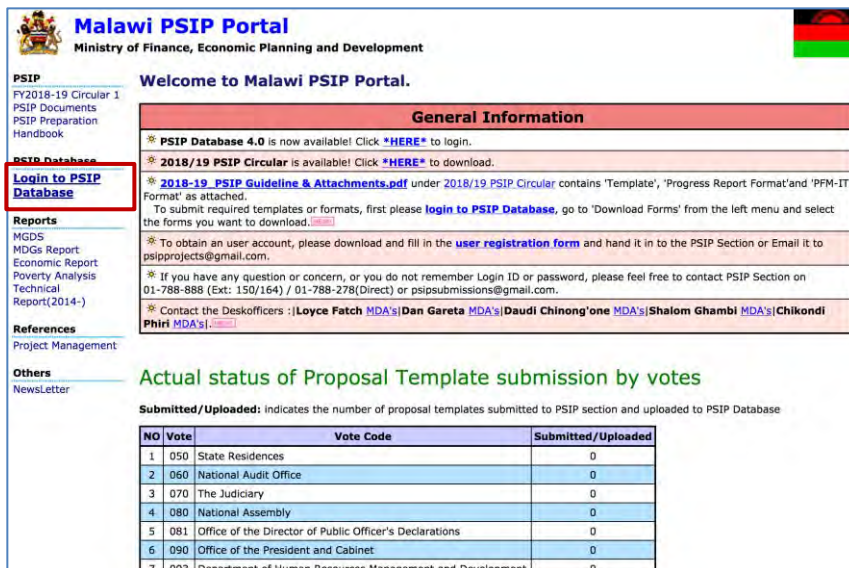 Malawi PSIP Portal
Ministry of Finance, Economic Planning and Development
PSIP
FY2018-19 Circular 1
PSIP Documents
PSIP Preparation
Handbook
PSIP Database
Login to PSIP
Database
Reports
MGDS
MDGs Report
Economic Report
Poverty Analysis
Technical
Report(2014-)
References
Project Management
Others
NewsLetter
Welcome to Malawi PSIP Portal.
General Information
PSIP Database 4.0 is now available! Click *HERE* to login.
2018/19 PSIP Circular is available! Click *HERE* to download.
2018-19_PSIP Guideline & Attachments.pdf under 2018/19 PSIP Circular contains 'Template', 'Progress Report Format'and 'PFM-IT
Format' as attached.
To submit required templates or formats, first please login to PSIP Database, go to 'Download Forms' from the left menu and select
the forms you want to download.
To obtain an user account, please download and fill in the user registration form and hand it in to the PSIP Section or Email it to
psipprojects@gmail.com.
If you have any question or concern, or you do not remember Login ID or password, please feel free to contact PSIP Section on
01-788-888 (Ext: 150/164) / 01-788-278(Direct) or psipsubmissions@gmail.com.
Contact the Deskofficers :|Loyce Fatch MDA's|Dan Gareta MDA's|Daudi Chinong'one MDA's|Shalom Ghambi MDA's|Chikondi
Phiri MDA's|.
Actual status of Proposal Template submission by votes
Submitted/Uploaded: indicates the number of proposal templates submitted to PSIP section and uploaded to PSIP Database
NO Vote Vote Code Submitted/Uploaded
1 050 State Residences 0
2 060 National Audit Office 0
3 070 The Judiciary 0
4 080 National Assembly 0
5 081 Office of the Director of Public Officer's Declarations 0
6 090 Office of the President and Cabinet 0
7 093 Department of Human Resources Management and Development 0